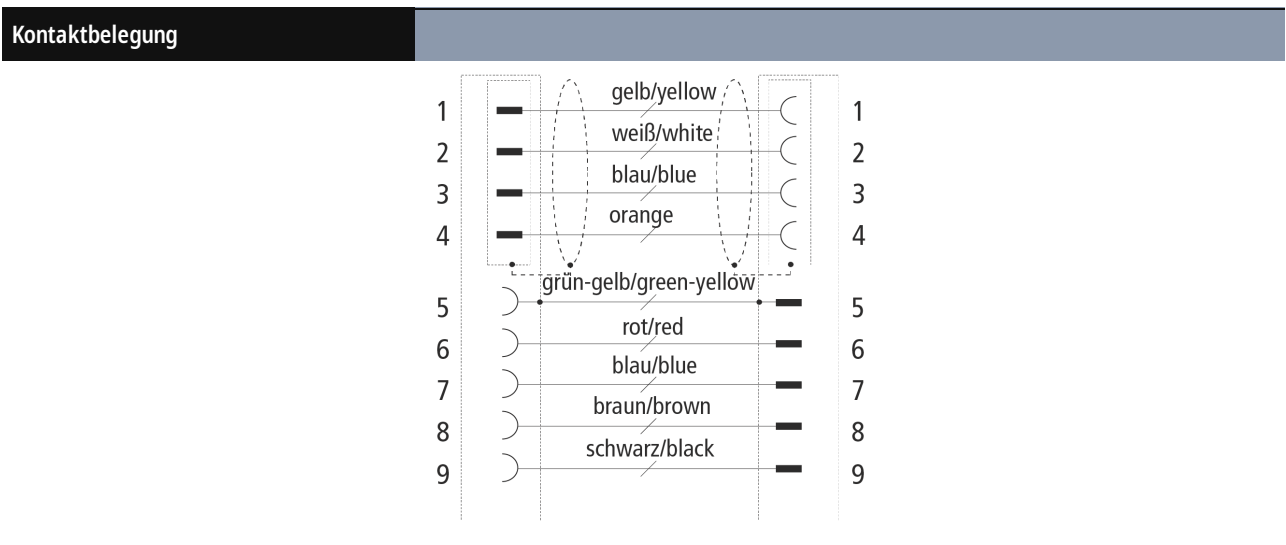 Kontaktbelegung
gelb/yellow
1 1
weiß/white
2 2
blau/blue
3 3
orange
4 4
grün-gelb/green-yellow
5 5
rot/red
6 6
blau/blue
7 7
braun/brown
8 8
schwarz/black
9 9